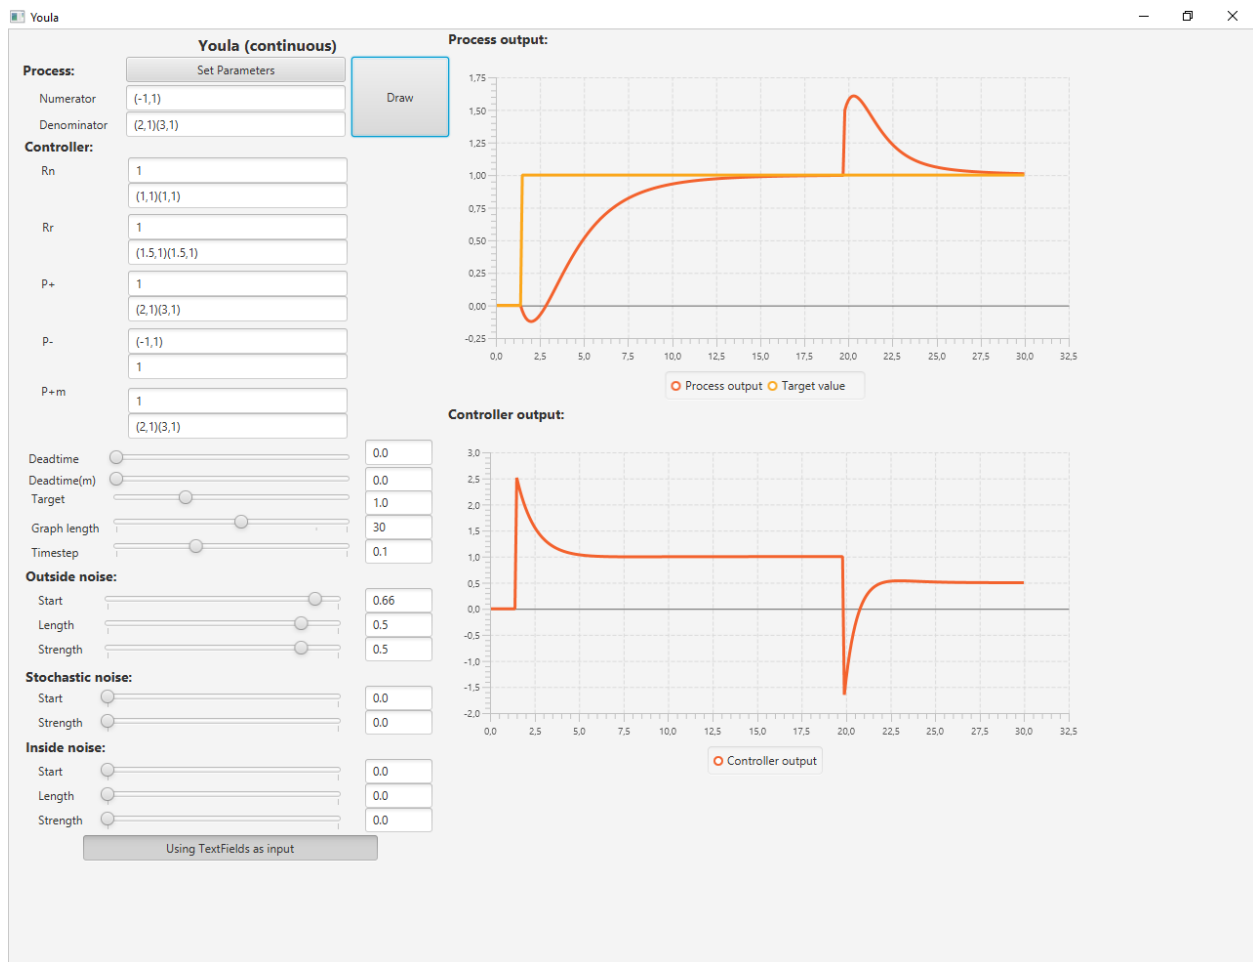 Youla
Youla (continuous)
Process:
Set Parameters
Draw
Numerator
(-1,1)
Denominator
(2,1)(3,1)
Controller:
Rn
1
(1,1)(1,1)
Rr
1
(1.5,1)(1.5,1)
P+
1
(2,1)(3,1)
P-
(-1,1)
1
P+m
1
(2,1)(3,1)
Deadtime
0.0
Deadtime(m)
0.0
Target
1.0
Graph length
30
Timestep
0.1
Outside noise:
Start
0.66
Length
0.5
Strength
0.5
Stochastic noise:
Start
0.0
Strength
0.0
Inside noise:
Start
0.0
Length
0.0
Strength
0.0
Using TextFields as input
Process output:
1,75
1,50
1,25
1,00
0,75
0,50
0,25
0,00
-0,25
0,0 2,5 5,0 7,5 10,0 12,5 15,0 17,5 20,0 22,5 25,0 27,5 30,0 32,5
Process output Target value
Controller output:
3,0
2,5
2,0
1,5
1,0
0,5
0,0
-0,5
-1,0
-1,5
-2,0
0,0 2,5 5,0 7,5 10,0 12,5 15,0 17,5 20,0 22,5 25,0 27,5 30,0 32,5
Controller output